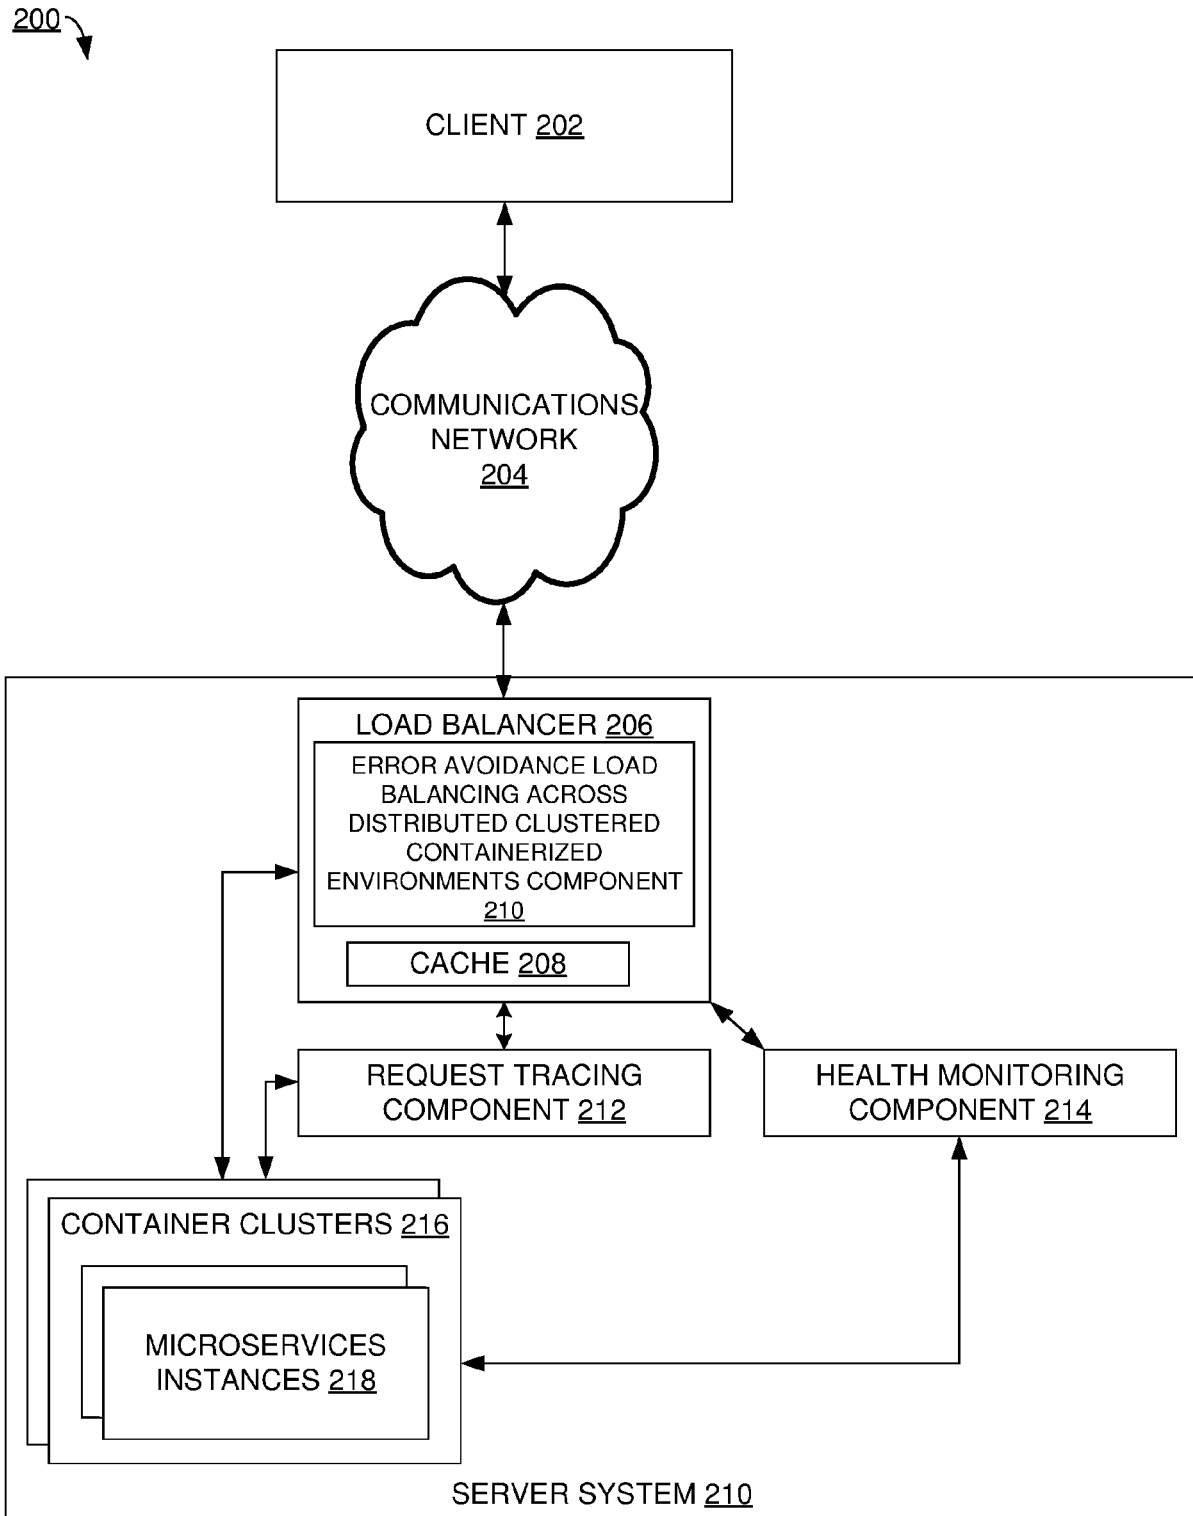 200
CLIENT 202
COMMUNICATIONS
NETWORK
204
LOAD BALANCER 206
ERROR AVOIDANCE LOAD
BALANCING ACROSS
DISTRIBUTED CLUSTERED
CONTAINERIZED
ENVIRONMENTS COMPONENT
210
CACHE 208
REQUEST TRACING
COMPONENT 212
HEALTH MONITORING
COMPONENT 214
CONTAINER CLUSTERS 216
MICROSERVICES
INSTANCES 218
SERVER SYSTEM 210